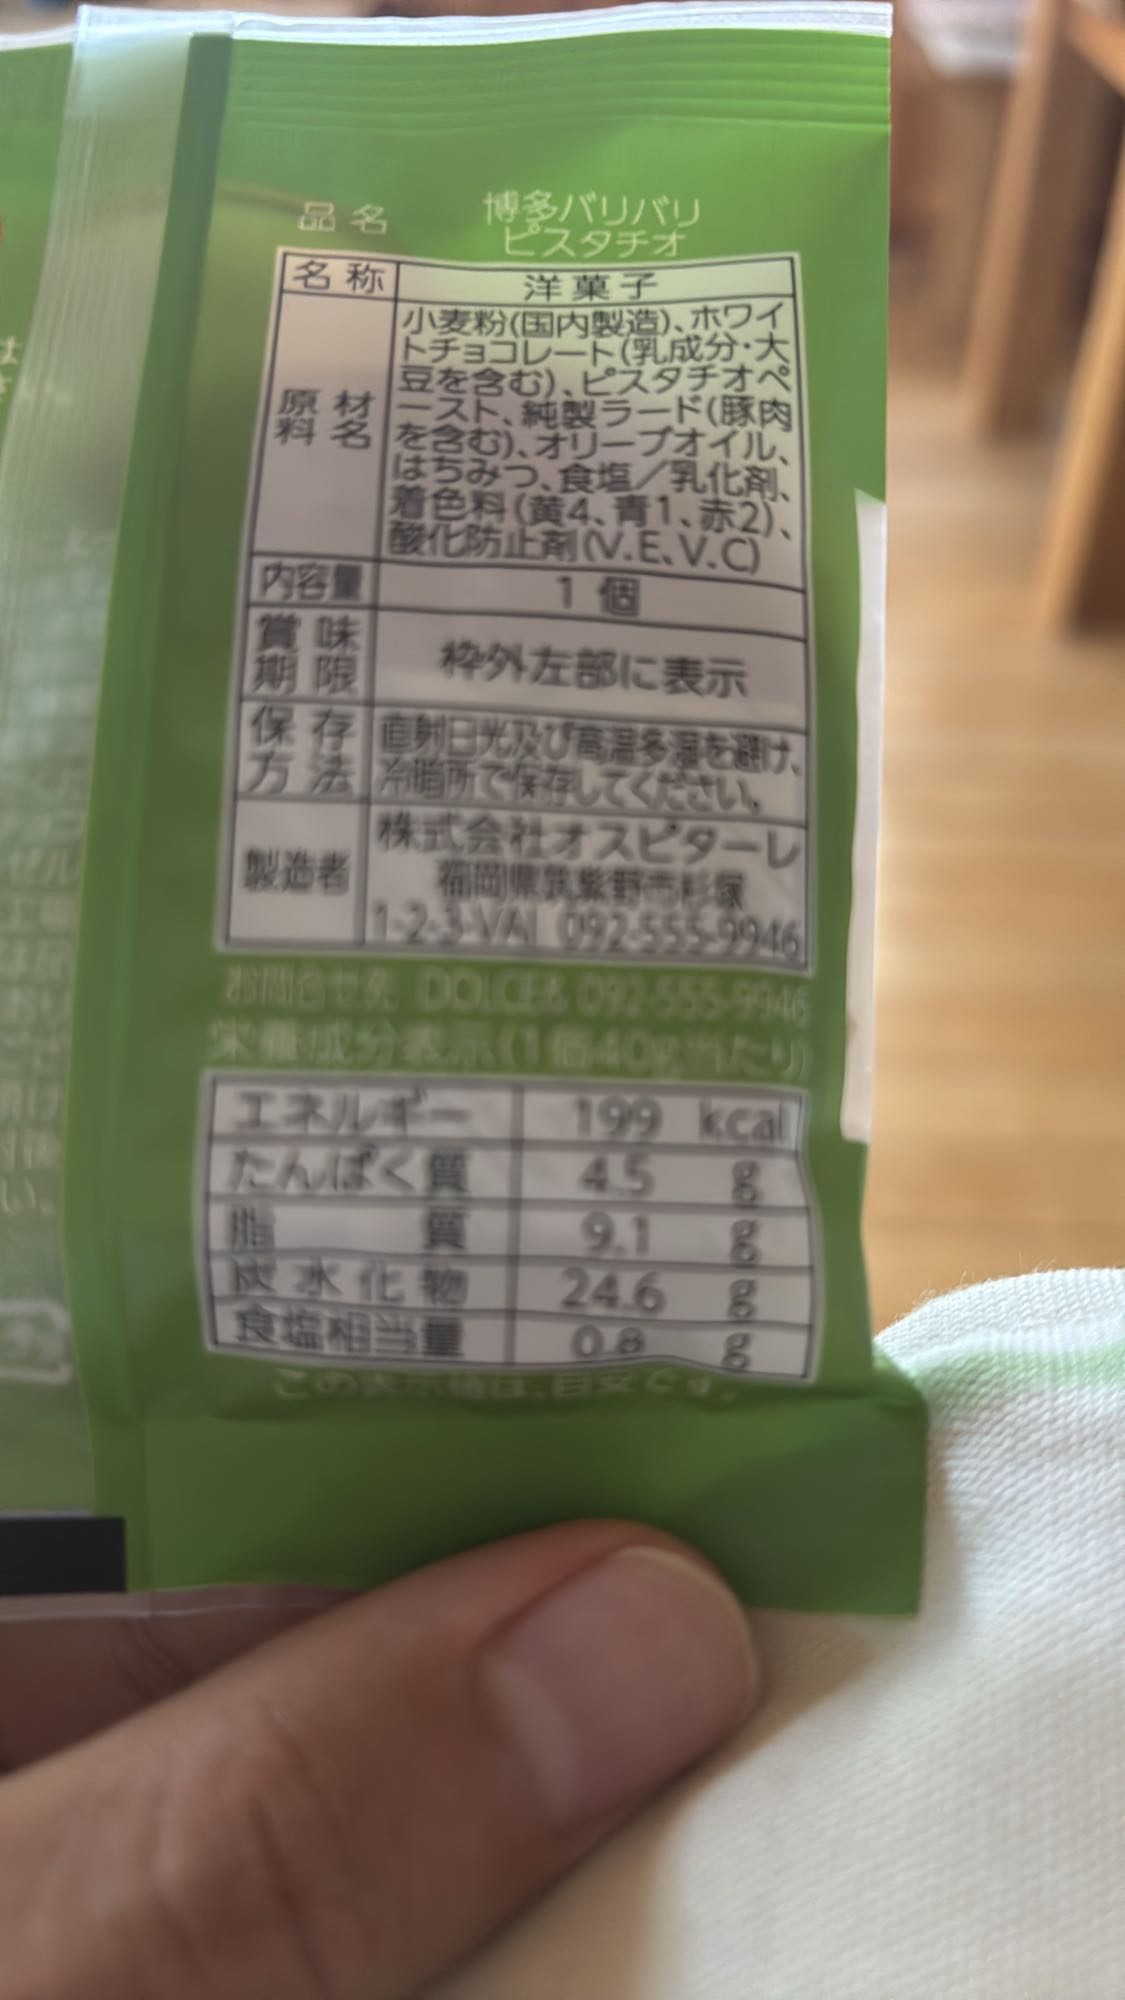 品名 博多バリバリ
ピスタチオ
名称 洋菓子
原材料名 小麦粉(国内製造)、ホワイ
トチョコレート(乳成分・大
豆を含む)、ピスタチオペ
ースト、純製ラード(豚肉
を含む)、オリーブオイル、
はちみつ、食塩/乳化剤、
着色料(黄4、青1、赤2)、
酸化防止剤(V.E、V.C)
内容量 1個
賞味期限 枠外左部に表示
保存方法 直射日光及び高温多湿を避け、
冷暗所で保存してください。
製造者 株式会社オスピターレ
福岡県筑紫野市杉塚
1-2-3-VAI 092-555-9946
お問合せ先 DOLCE& 092-555-9946
栄養成分表示(1個40g当たり)
エネルギー 199 kcal
たんぱく質 4.5 g
脂質 9.1 g
炭水化物 24.6 g
食塩相当量 0.8 g
この表示値は、目安です。